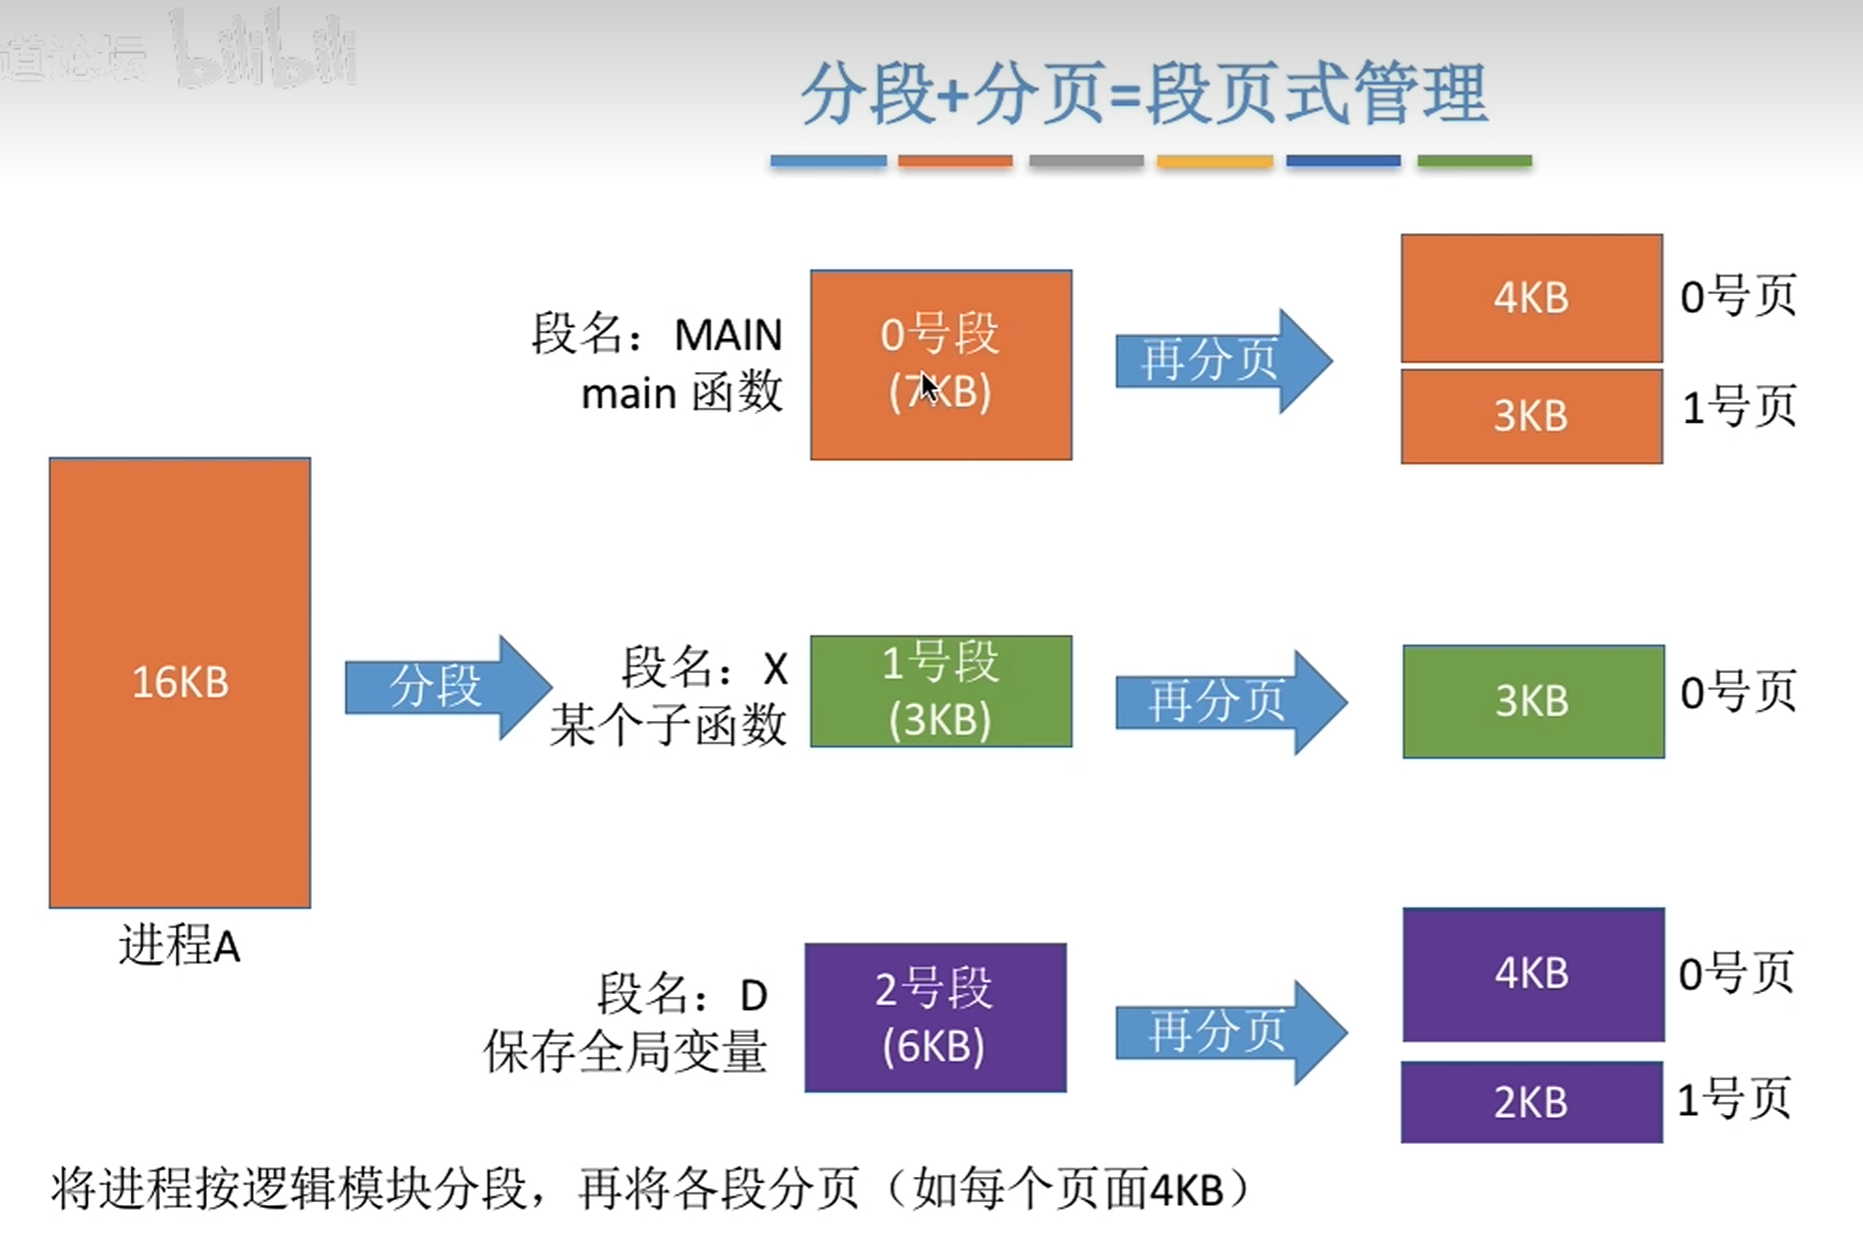 道论坛 bilibili
分段+分页=段页式管理
段名：MAIN
main 函数
0号段
(7KB)
再分页
4KB
0号页
3KB
1号页
16KB
进程A
分段
段名：X
某个子函数
1号段
(3KB)
再分页
3KB
0号页
段名：D
保存全局变量
2号段
(6KB)
再分页
4KB
0号页
2KB
1号页
将进程按逻辑模块分段，再将各段分页（如每个页面4KB）